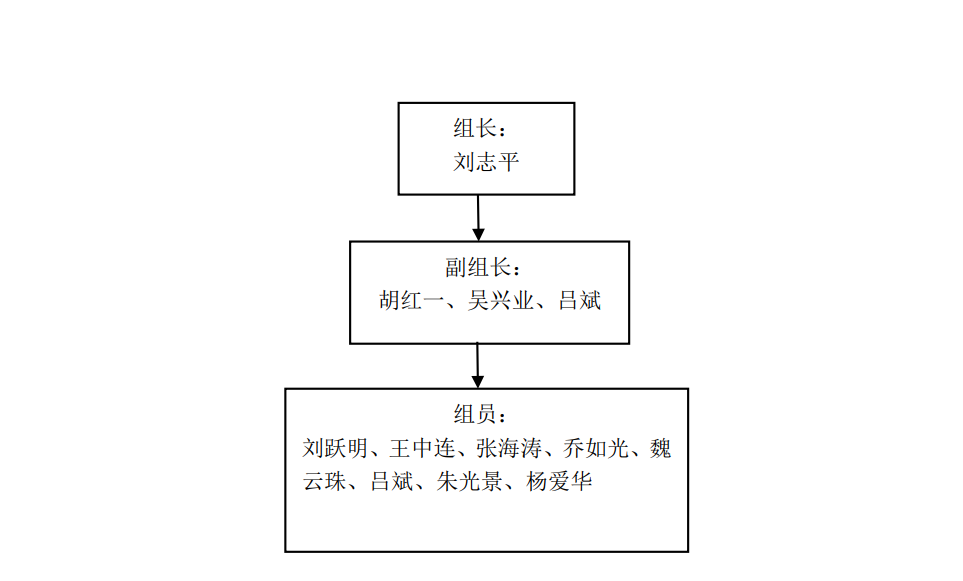 组长：
刘志平
副组长：
胡红一、吴兴业、吕斌
组员：
刘跃明、王中连、张海涛、乔如光、魏
云珠、吕斌、朱光景、杨爱华